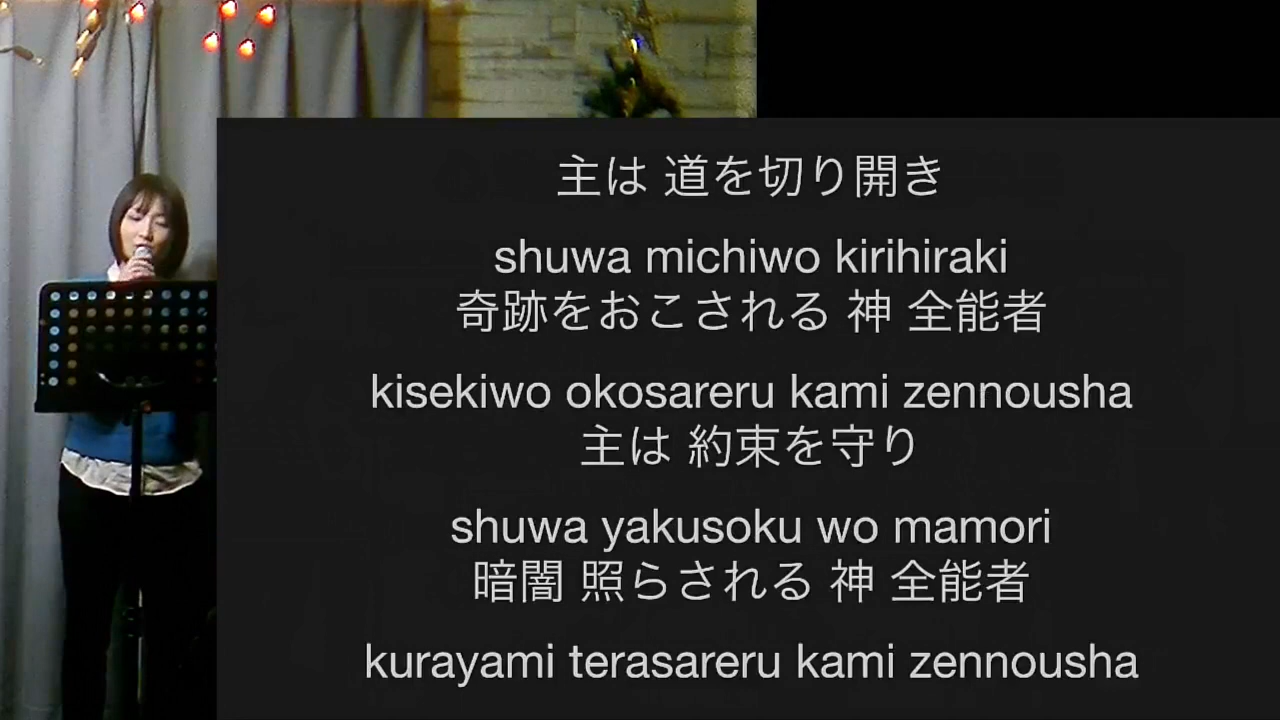 主は 道を切り開き
shuwa michiwo kirihiraki
奇跡をおこされる 神 全能者
kisekiwo okosareru kami zennousha
主は 約束を守り
shuwa yakusoku wo mamori
暗闇 照らされる 神 全能者
kurayami terasareru kami zennousha